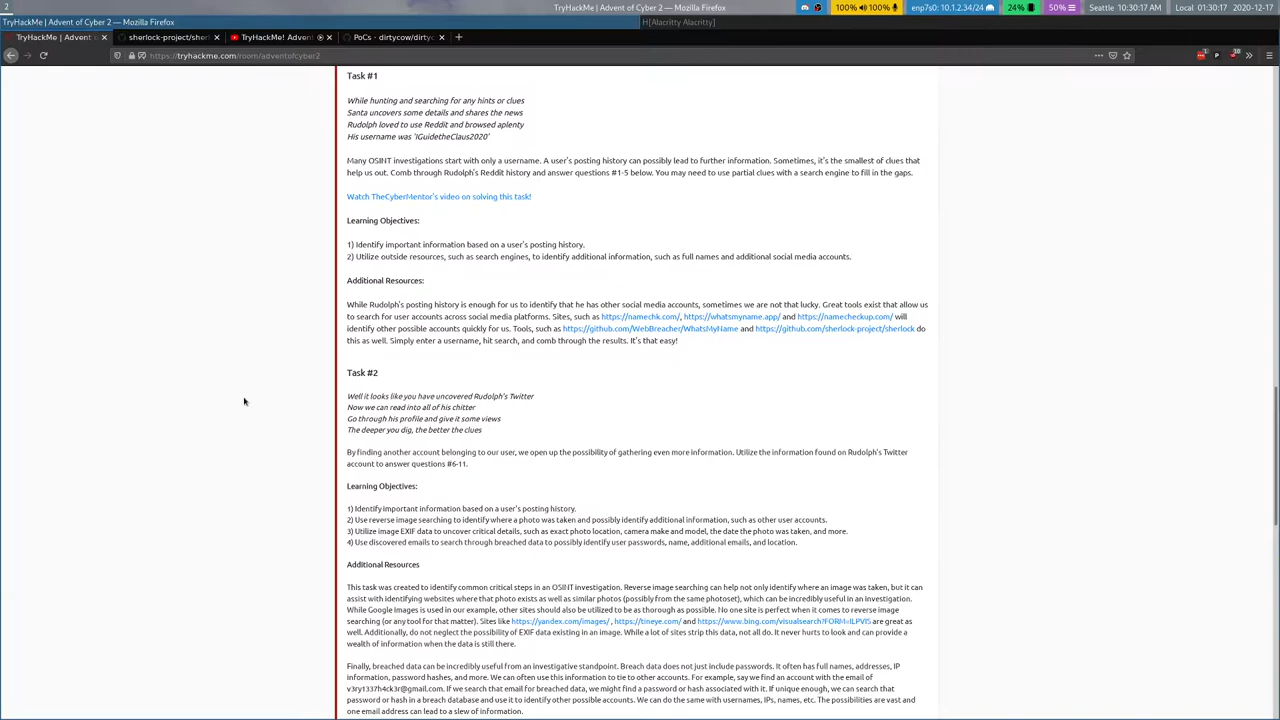 2
TryHackMe | Advent of Cyber 2 — Mozilla Firefox
100% 100%
enp7s0: 10.1.2.34/24
24%
50%
Seattle: 10:30:17 AM
Local: 01:30:17
2020-12-17
TryHackMe | Advent of Cyber 2 — Mozilla Firefox
H[Alacritty Alacritty]
TryHackMe | Advent o
sherlock-project/sherl
TryHackMe! Advent
PoCs · dirtycow/dirtyc
https://tryhackme.com/room/adventofcyber2
Task #1
While hunting and searching for any hints or clues
Santa uncovers some details and shares the news
Rudolph loved to use Reddit and browsed aplenty
His username was 'IGuidetheClaus2020'
Many OSINT investigations start with only a username. A user's posting history can possibly lead to further information. Sometimes, it's the smallest of clues that
help us out. Comb through Rudolph's Reddit history and answer questions #1-5 below. You may need to use partial clues with a search engine to fill in the gaps.
Watch TheCyberMentor's video on solving this task!
Learning Objectives:
1) Identify important information based on a user's posting history.
2) Utilize outside resources, such as search engines, to identify additional information, such as full names and additional social media accounts.
Additional Resources:
While Rudolph's posting history is enough for us to identify that he has other social media accounts, sometimes we are not that lucky. Great tools exist that allow us
to search for user accounts across social media platforms. Sites, such as https://namechk.com/, https://whatsmyname.app/ and https://namecheckup.com/ will
identify other possible accounts quickly for us. Tools, such as https://github.com/WebBreacher/WhatsMyName and https://github.com/sherlock-project/sherlock do
this as well. Simply enter a username, hit search, and comb through the results. It's that easy!
Task #2
Well it looks like you have uncovered Rudolph's Twitter
Now we can read into all of his chitter
Go through his profile and give it some views
The deeper you dig, the better the clues
By finding another account belonging to our user, we open up the possibility of gathering even more information. Utilize the information found on Rudolph's Twitter
account to answer questions #6-11.
Learning Objectives:
1) Identify important information based on a user's posting history.
2) Use reverse image searching to identify where a photo was taken and possibly identify additional information, such as other user accounts.
3) Utilize image EXIF data to uncover critical details, such as exact photo location, camera make and model, the date the photo was taken, and more.
4) Use discovered emails to search through breached data to possibly identify user passwords, name, additional emails, and location.
Additional Resources
This task was created to identify common critical steps in an OSINT investigation. Reverse image searching can help not only identify where an image was taken, but it can
assist with identifying websites where that photo exists as well as similar photos (possibly from the same photoset), which can be incredibly useful in an investigation.
While Google Images is used in our example, other sites should also be utilized to be as thorough as possible. No one site is perfect when it comes to reverse image
searching (or any tool for that matter). Sites like https://yandex.com/images/ , https://tineye.com/ and https://www.bing.com/visualsearch?FORM=ILPVIS are great as
well. Additionally, do not neglect the possibility of EXIF data existing in an image. While a lot of sites strip this data, not all do. It never hurts to look and can provide a
wealth of information when the data is still there.
Finally, breached data can be incredibly useful from an investigative standpoint. Breach data does not just include passwords. It often has full names, addresses, IP
information, password hashes, and more. We can often use this information to tie to other accounts. For example, say we find an account with the email of
v3ry1337h4ck3r@gmail.com. If we search that email for breached data, we might find a password or hash associated with it. If unique enough, we can search that
password or hash in a breach database and use it to identify other possible accounts. We can do the same with usernames, IPs, names, etc. The possibilities are vast and
one email address can lead to a slew of information.